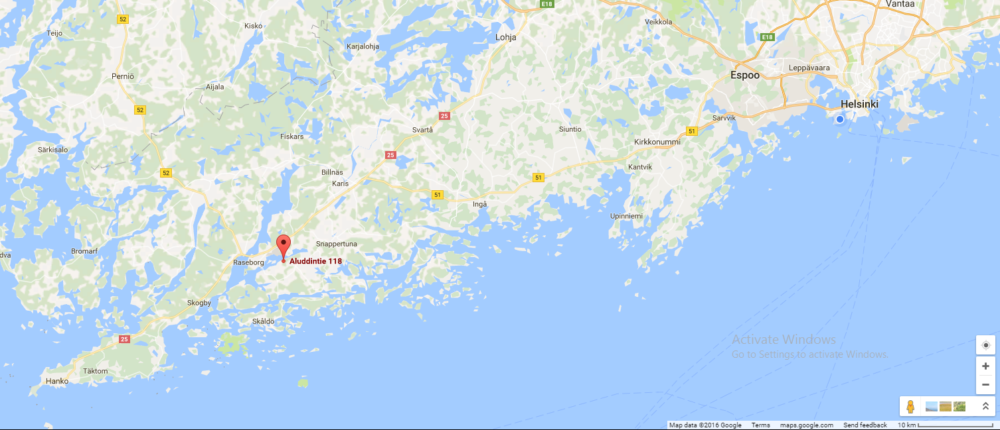 E18
Vantaa
52
Kisko
Veikkola
Teijo
Lohja
E18
Karjalohja
Leppävaara
Perniö
Espoo
Aijala
Helsinki
52
25
Sarvvik
Svartå
Siuntio
51
Fiskars
Kirkkonummi
Särkisalo
25
Kantvik
52
Billnäs
51
Karis
51
Ingå
Upinniemi
Snappertuna
Bromarf
dva
Raseborg
Aluddintie 118
Skogby
Skåldö
25
Activate Windows
Go to Settings to activate Windows.
Täktom
Hanko
Map data ©2016 Google Terms maps.google.com Send feedback 10 km